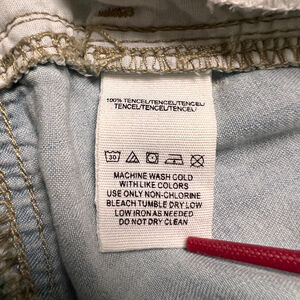 100% TENCEL/TENCEL/TENCEL/
TENCEL/TENCEL
30
MACHINE WASH COLD
WITH LIKE COLORS
USE ONLY NON-CHLORINE
BLEACH TUMBLE DRY LOW
LOW IRON AS NEEDED
DO NOT DRY CLEAN